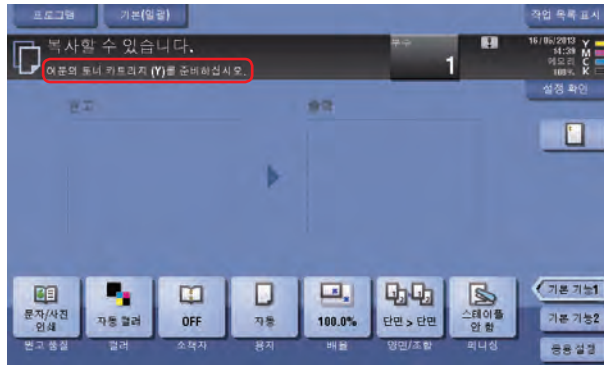 프로그램
기본(일괄)
작업 목록 표시
복사할 수 있습니다.
여분의 토너 카트리지 (Y)를 준비하십시오.
부수
1
16/05/2013
14:39
메모리
100%
Y
M
C
K
설정 확인
원고
출력
문자/사진
인쇄
자동 컬러
OFF
자동
100.0%
단면 > 단면
스테이플
안 함
원고 품질
컬러
소책자
용지
배율
양면/조합
피니싱
기본 기능1
기본 기능2
응용 설정